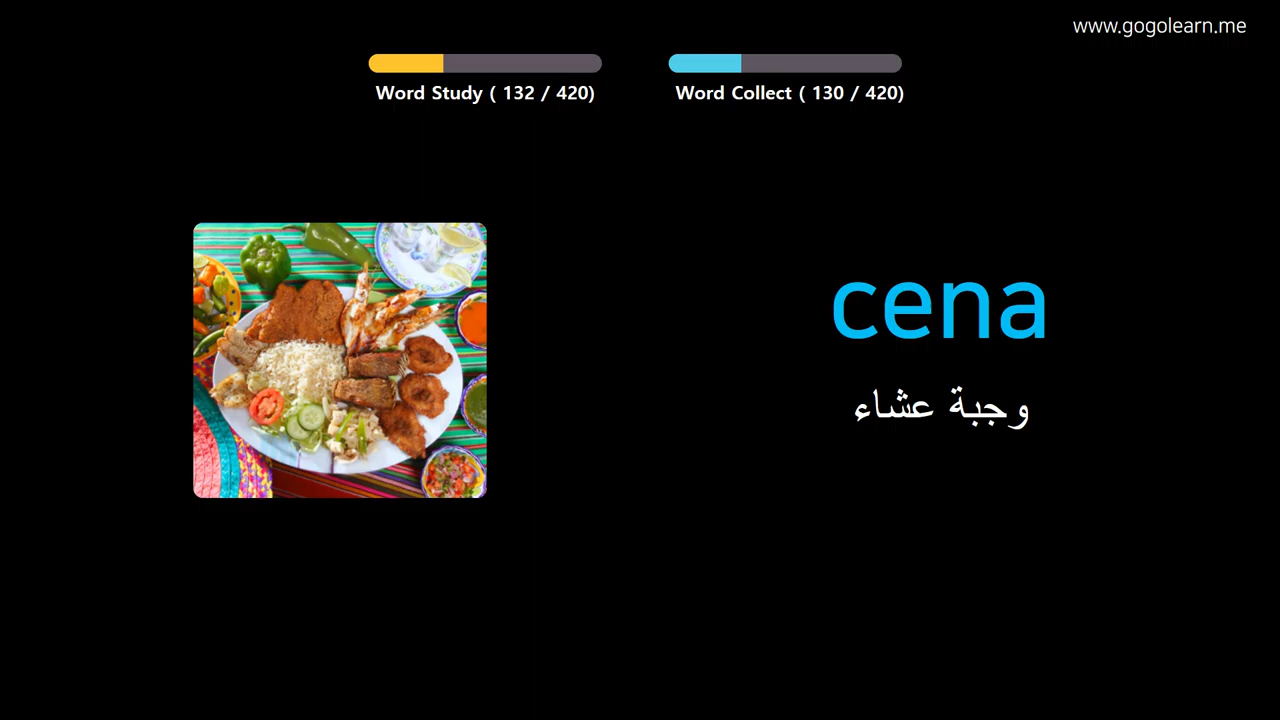 www.gogolearn.me
Word Study ( 132 / 420)
Word Collect ( 130 / 420)
cena
وجبة عشاء